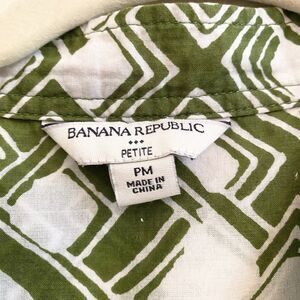 BANANA REPUBLIC
PETITE
PM
MADE IN
CHINA